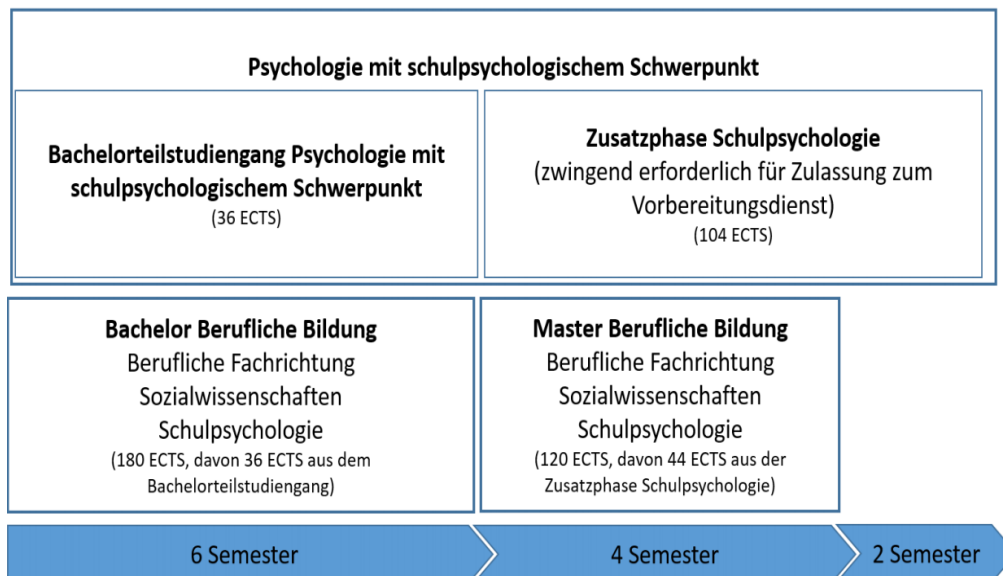 Psychologie mit schulpsychologischem Schwerpunkt
Bachelorteilstudiengang Psychologie mit
schulpsychologischem Schwerpunkt
(36 ECTS)
Zusatzphase Schulpsychologie
(zwingend erforderlich für Zulassung zum
Vorbereitungsdienst)
(104 ECTS)
Bachelor Berufliche Bildung
Berufliche Fachrichtung
Sozialwissenschaften
Schulpsychologie
(180 ECTS, davon 36 ECTS aus dem
Bachelorteilstudiengang)
Master Berufliche Bildung
Berufliche Fachrichtung
Sozialwissenschaften
Schulpsychologie
(120 ECTS, davon 44 ECTS aus der
Zusatzphase Schulpsychologie)
6 Semester
4 Semester
2 Semester